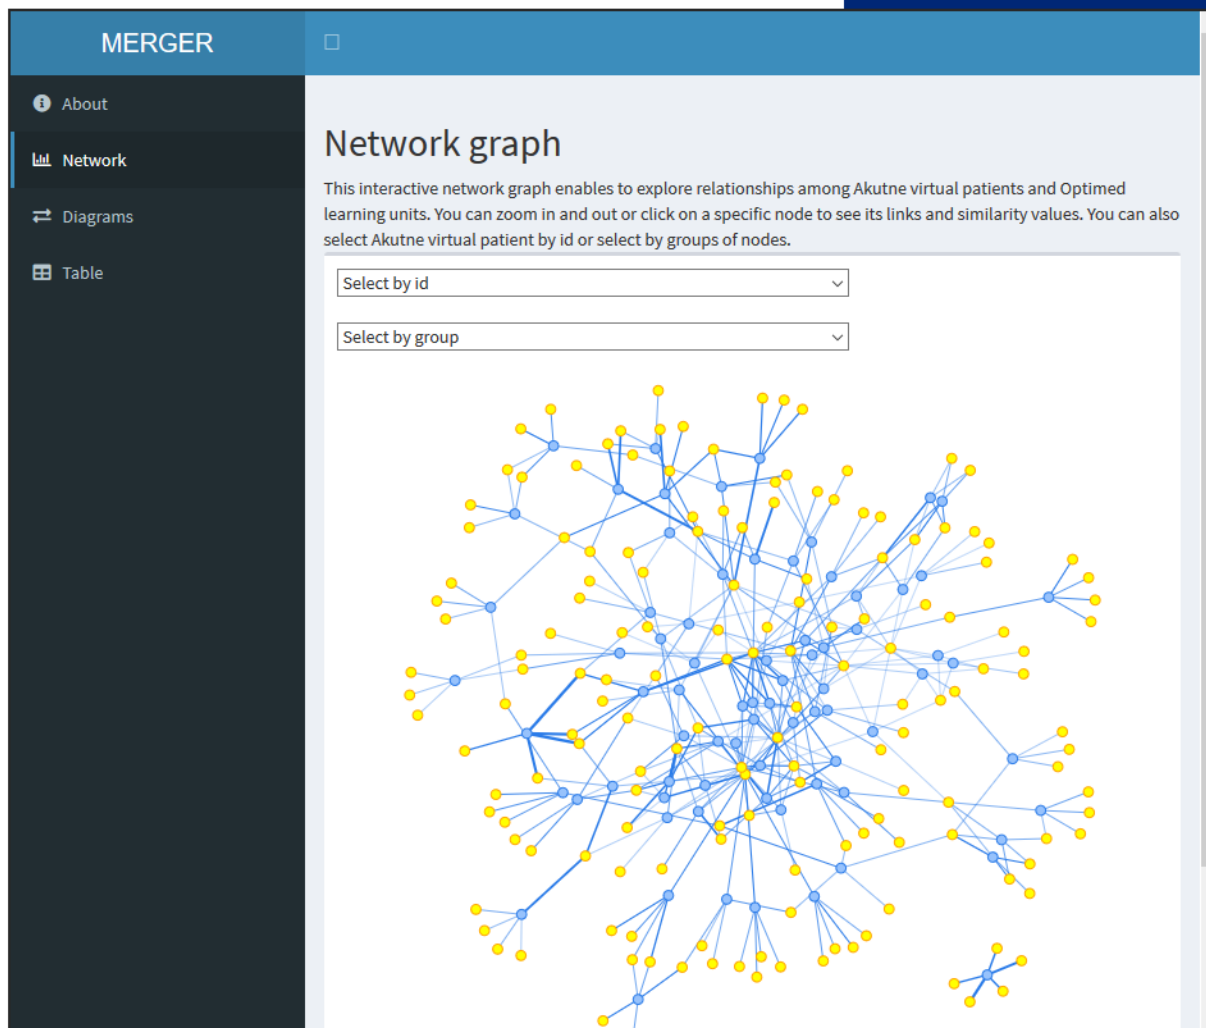 MERGER
About
Network
Diagrams
Table
Network graph
This interactive network graph enables to explore relationships among Akutne virtual patients and Optimed
learning units. You can zoom in and out or click on a specific node to see its links and similarity values. You can also
select Akutne virtual patient by id or select by groups of nodes.
Select by id
Select by group